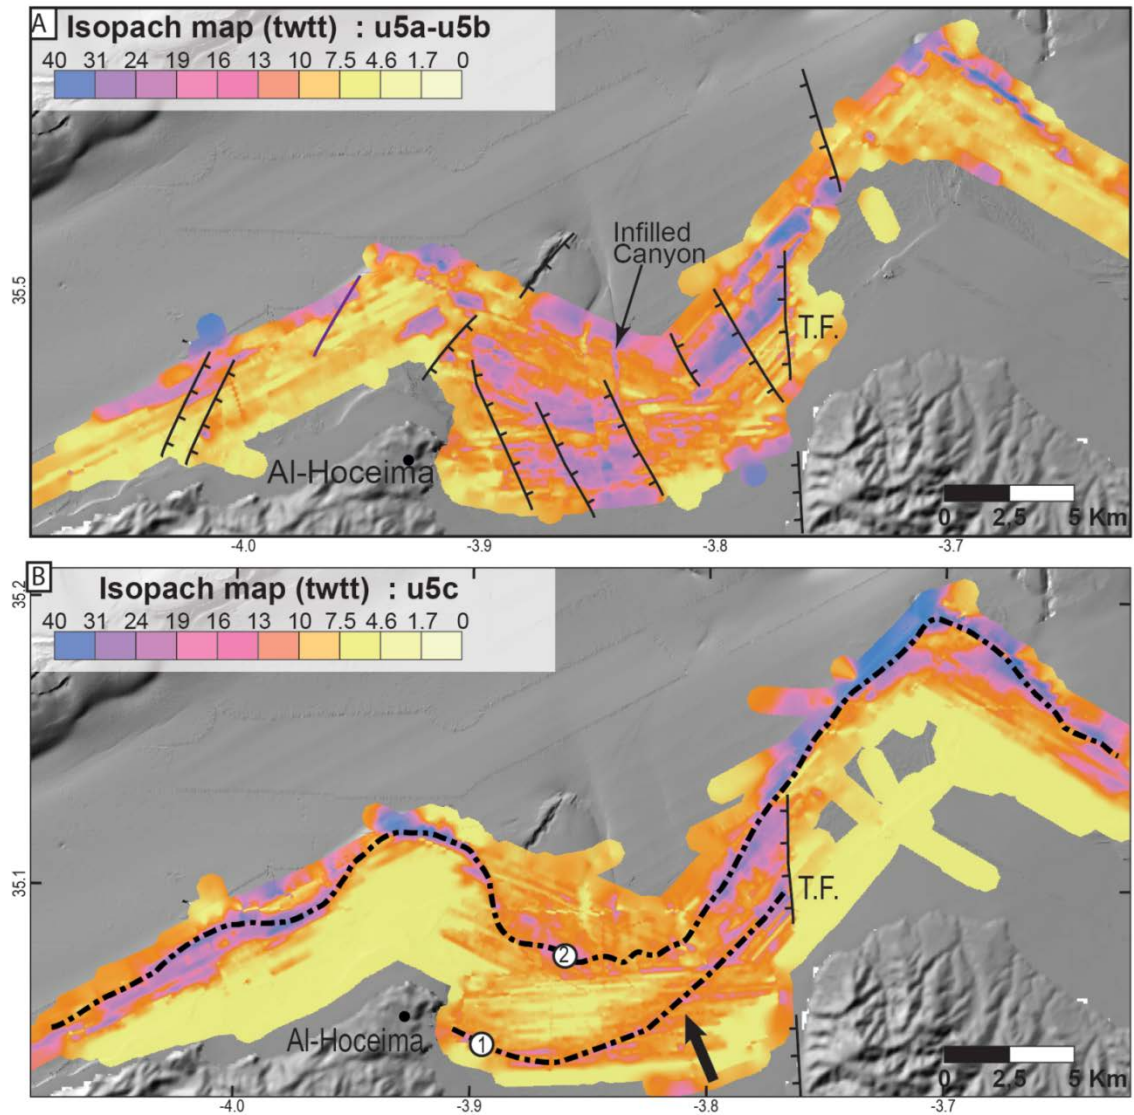 A
Isopach map (twtt) : u5a-u5b
40 31 24 19 16 13 10 7.5 4.6 1.7 0
Infilled
Canyon
35.5
T.F.
Al-Hoceima
0 2,5 5 Km
-4.0 -3.9 -3.8 -3.7
B
Isopach map (twtt) : u5c
35.2
40 31 24 19 16 13 10 7.5 4.6 1.7 0
35.1
T.F.
2
Al-Hoceima
1
0 2,5 5 Km
-4.0 -3.9 -3.8 -3.7